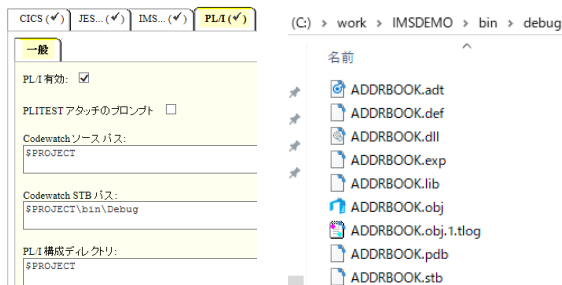 CICS (✓) JES... (✓) IMS... (✓) PL/I (✓)
一般
PL/I 有効:
PLITEST アタッチのプロンプト
Codewatch ソース パス:
$PROJECT
Codewatch STB パス:
$PROJECT\bin\Debug
PL/I 構成ディレクトリ:
$PROJECT
(C:) > work > IMSDEMO > bin > debug
名前
ADDRBOOK.adt
ADDRBOOK.def
ADDRBOOK.dll
ADDRBOOK.exp
ADDRBOOK.lib
ADDRBOOK.obj
ADDRBOOK.obj.1.tlog
ADDRBOOK.pdb
ADDRBOOK.stb